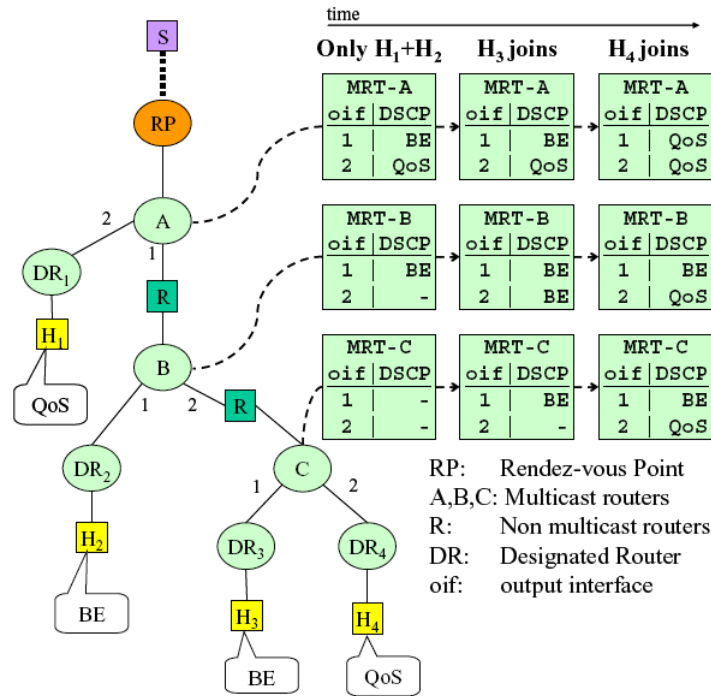 time
Only H₁+H₂
H₃ joins
H₄ joins
S
RP
A
2
1
DR₁
H₁
QoS
R
B
1
2
R
DR₂
H₂
BE
C
1
2
DR₃
DR₄
H₃
H₄
BE
QoS
MRT-A
oif|DSCP
1 | BE
2 | QoS
MRT-A
oif|DSCP
1 | BE
2 | QoS
MRT-A
oif|DSCP
1 | QoS
2 | QoS
MRT-B
oif|DSCP
1 | BE
2 | -
MRT-B
oif|DSCP
1 | BE
2 | BE
MRT-B
oif|DSCP
1 | BE
2 | QoS
MRT-C
oif|DSCP
1 | -
2 | -
MRT-C
oif|DSCP
1 | BE
2 | -
MRT-C
oif|DSCP
1 | BE
2 | QoS
RP: Rendez-vous Point
A,B,C: Multicast routers
R: Non multicast routers
DR: Designated Router
oif: output interface